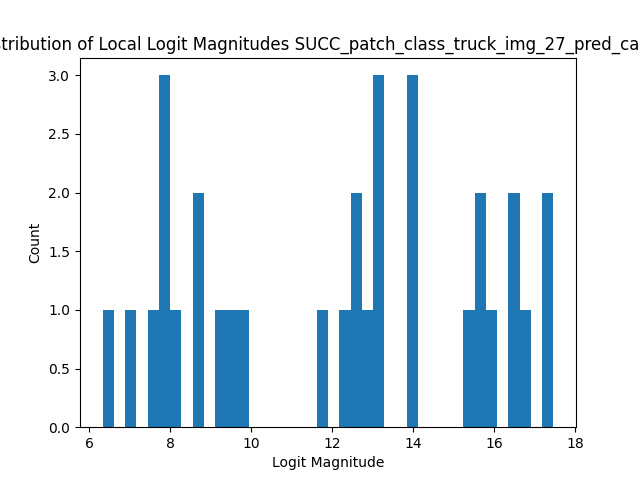 tribution of Local Logit Magnitudes SUCC_patch_class_truck_img_27_pred_ca
3.0
2.5
2.0
1.5
1.0
0.5
0.0
Count
6 8 10 12 14 16 18
Logit Magnitude